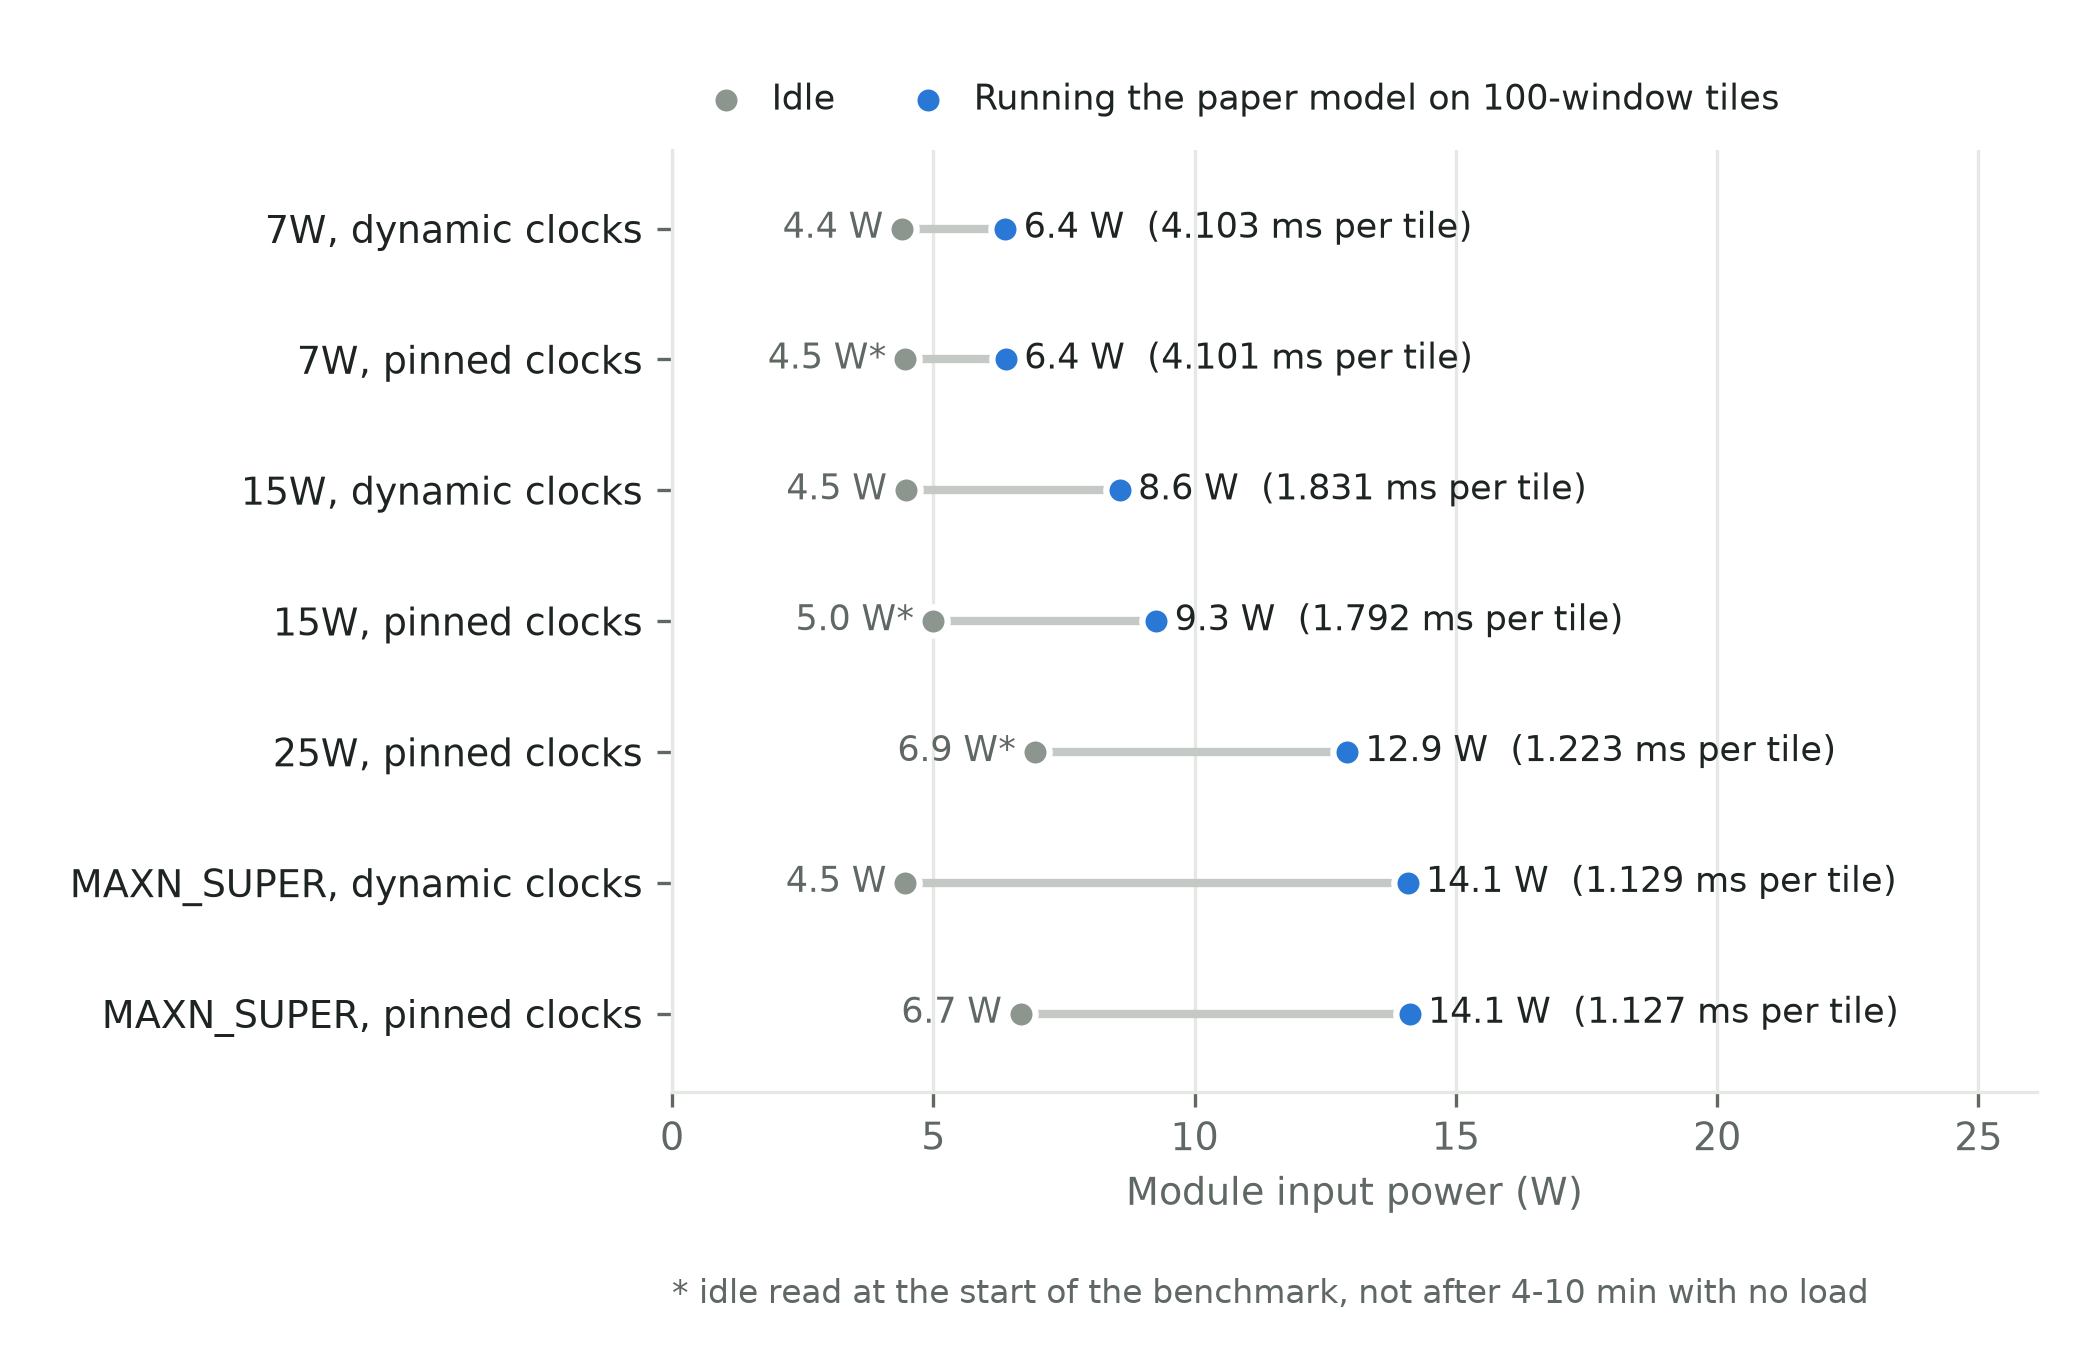 Idle   Running the paper model on 100-window tiles
7W, dynamic clocks   4.4 W   6.4 W  (4.103 ms per tile)
7W, pinned clocks   4.5 W*   6.4 W  (4.101 ms per tile)
15W, dynamic clocks   4.5 W   8.6 W  (1.831 ms per tile)
15W, pinned clocks   5.0 W*   9.3 W  (1.792 ms per tile)
25W, pinned clocks   6.9 W*   12.9 W  (1.223 ms per tile)
MAXN_SUPER, dynamic clocks   4.5 W   14.1 W  (1.129 ms per tile)
MAXN_SUPER, pinned clocks   6.7 W   14.1 W  (1.127 ms per tile)
0   5   10   15   20   25
Module input power (W)
* idle read at the start of the benchmark, not after 4-10 min with no load